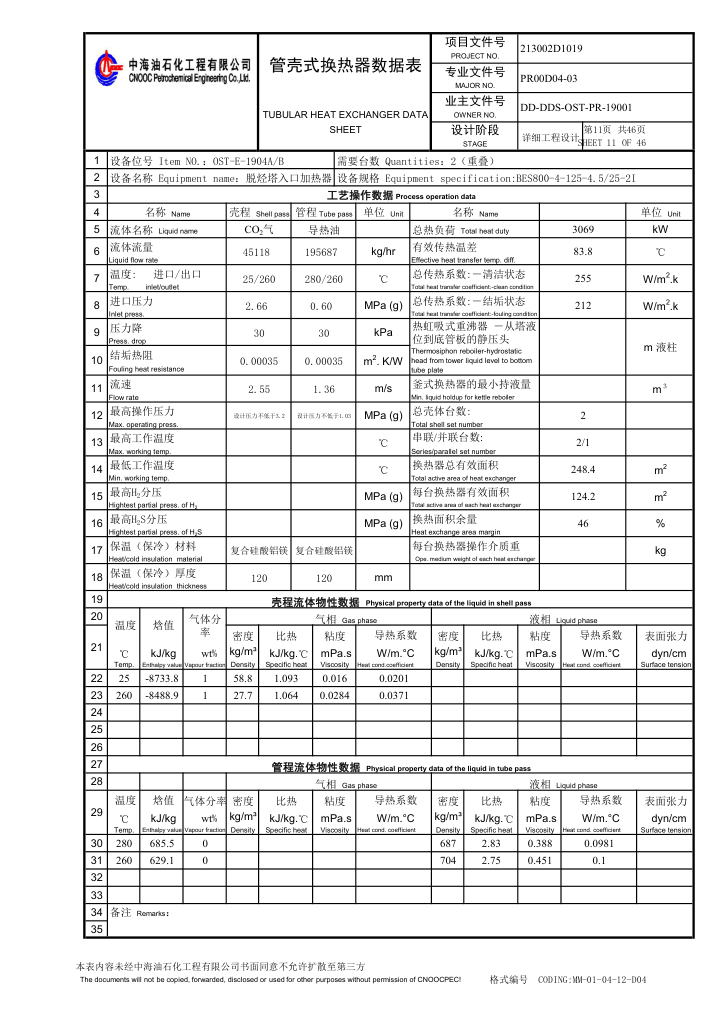 中海油石化工程有限公司
CNOOC Petrochemical Engineering Co.,Ltd.
管壳式换热器数据表
TUBULAR HEAT EXCHANGER DATA
SHEET
项目文件号
PROJECT NO.
213002D1019
专业文件号
MAJOR NO.
PR00D04-03
业主文件号
OWNER NO.
DD-DDS-OST-PR-19001
设计阶段
STAGE
详细工程设计
第11页 共46页
SHEET 11 OF 46
1 设备位号 Item NO.：OST-E-1904A/B 需要台数 Quantities：2（重叠）
2 设备名称 Equipment name：脱烃塔入口加热器 设备规格 Equipment specification:BES800-4-125-4.5/25-2I
3 工艺操作数据 Process operation data
4 名称 Name 壳程 Shell pass 管程 Tube pass 单位 Unit 名称 Name 单位 Unit
5 流体名称 Liquid name CO2气 导热油 总热负荷 Total heat duty 3069 kW
6 流体流量 45118 195687 kg/hr 有效传热温差 83.8 ℃
Liquid flow rate Effective heat transfer temp. diff.
7 温度: 进口/出口 25/260 280/260 ℃ 总传热系数:－清洁状态 255 W/m².k
Temp. inlet/outlet Total heat transfer coefficient:-clean condition
8 进口压力 2.66 0.60 MPa (g) 总传热系数:－结垢状态 212 W/m².k
Inlet press. Total heat transfer coefficient:-fouling condition
9 压力降 30 30 kPa 热虹吸式重沸器 －从塔液
Press. drop 位到底管板的静压头 m 液柱
10 结垢热阻 0.00035 0.00035 m². K/W Thermosiphon reboiler-hydrostatic
head from tower liquid level to bottom
Fouling heat resistance tube plate
11 流速 2.55 1.36 m/s 釜式换热器的最小持液量 m³
Flow rate Min. liquid holdup for kettle reboiler
12 最高操作压力 设计压力不低于3.2 设计压力不低于1.03 MPa (g) 总壳体台数: 2
Max. operating press. Total shell set number
13 最高工作温度 ℃ 串联/并联台数: 2/1
Max. working temp. Series/parallel set number
14 最低工作温度 ℃ 换热器总有效面积 248.4 m²
Min. working temp. Total active area of heat exchanger
15 最高H2分压 MPa (g) 每台换热器有效面积 124.2 m²
Hightest partial press. of H2 Total active area of each heat exchanger
16 最高H2S分压 MPa (g) 换热面积余量 46 %
Hightest partial press. of H2S Heat exchange area margin
17 保温（保冷）材料 复合硅酸铝镁 复合硅酸铝镁 每台换热器操作介质重 kg
Heat/cold insulation material Ope. medium weight of each heat exchanger
18 保温（保冷）厚度 120 120 mm
Heat/cold insulation thickness
19 壳程流体物性数据 Physical property data of the liquid in shell pass
20 温度 焓值 气体分率 气相 Gas phase 液相 Liquid phase
21 密度 比热 粘度 导热系数 密度 比热 粘度 导热系数 表面张力
℃ kJ/kg wt% kg/m³ kJ/kg.℃ mPa.s W/m.°C kg/m³ kJ/kg.℃ mPa.s W/m.°C dyn/cm
Temp. Enthalpy value Vapour fraction Density Specific heat Viscosity Heat cond.coefficient Density Specific heat Viscosity Heat cond.coefficient Surface tension
22 25 -8733.8 1 58.8 1.093 0.016 0.0201
23 260 -8488.9 1 27.7 1.064 0.0284 0.0371
24
25
26
27 管程流体物性数据 Physical property data of the liquid in tube pass
28 气相 Gas phase 液相 Liquid phase
29 温度 焓值 气体分率 密度 比热 粘度 导热系数 密度 比热 粘度 导热系数 表面张力
℃ kJ/kg wt% kg/m³ kJ/kg.℃ mPa.s W/m.°C kg/m³ kJ/kg.℃ mPa.s W/m.°C dyn/cm
Temp. Enthalpy value Vapour fraction Density Specific heat Viscosity Heat cond. coefficient Density Specific heat Viscosity Heat cond. coefficient Surface tension
30 280 685.5 0 687 2.83 0.388 0.0981
31 260 629.1 0 704 2.75 0.451 0.1
32
33
34 备注 Remarks：
35
本表内容未经中海油石化工程有限公司书面同意不允许扩散至第三方
The documents will not be copied, forwarded, disclosed or used for other purposes without permission of CNOOCPEC! 格式编号 CODING:MM-01-04-12-D04